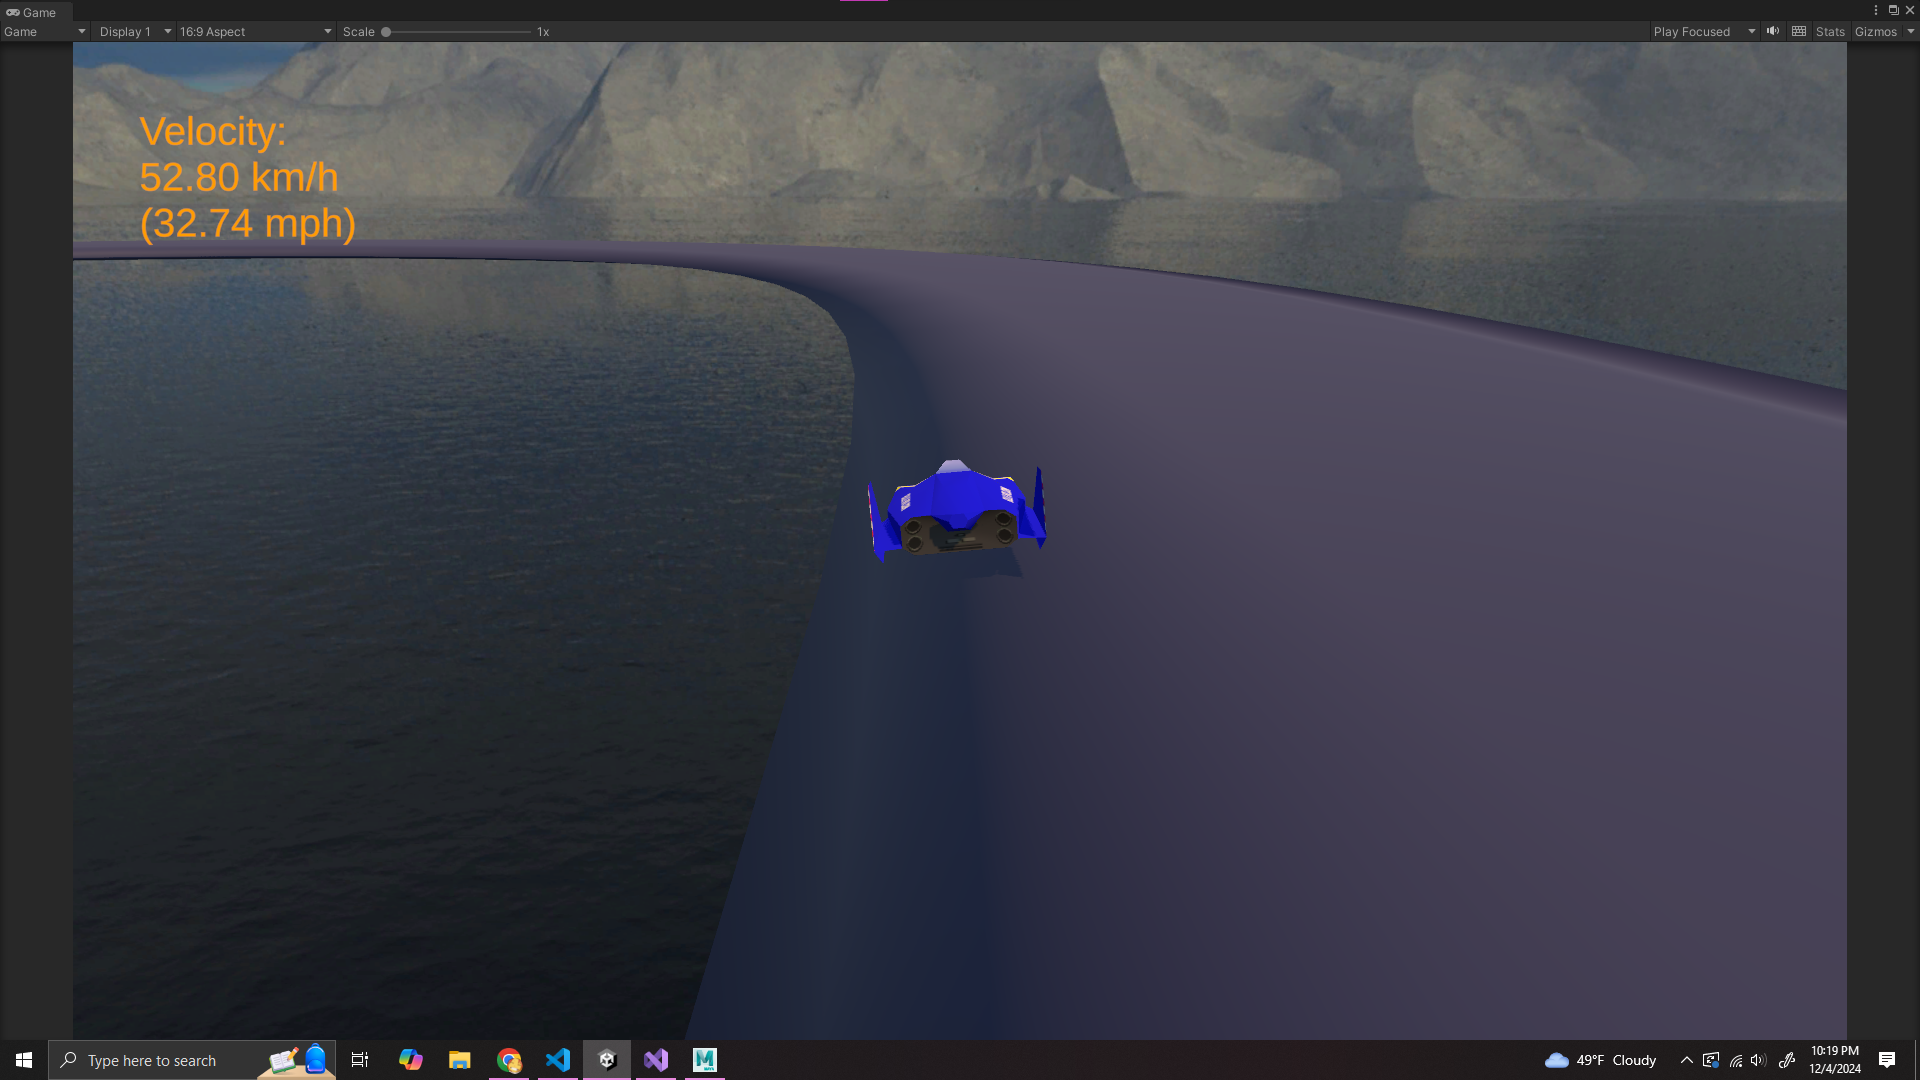 Game
Game Display 1 16:9 Aspect Scale 1x Play Focused Stats Gizmos
Velocity:
52.80 km/h
(32.74 mph)
Type here to search
49°F Cloudy
10:19 PM
12/4/2024